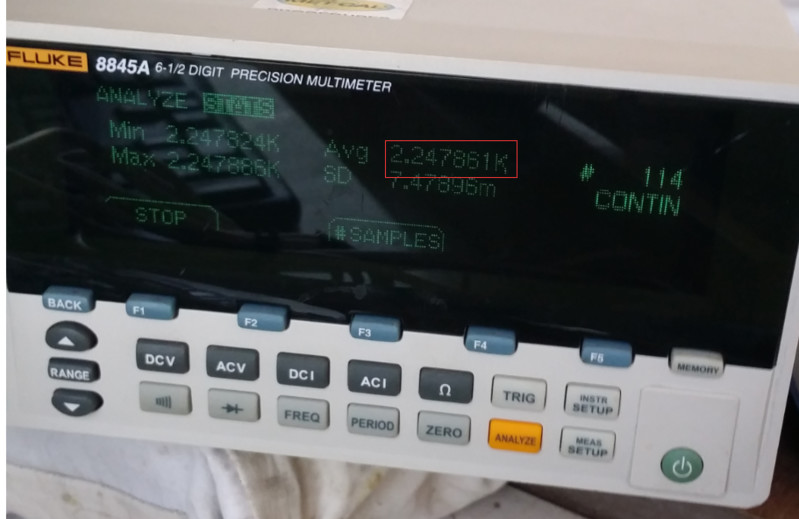 FLUKE 8845A 6-1/2 DIGIT PRECISION MULTIMETER
ANALYZE STATS
Min 2.247824K Avg 2.247861K # 114
Max 2.247866K SD 7.47896m CONTIN
STOP #SAMPLES
BACK F1 F2 F3 F4 F5 MEMORY
RANGE DCV ACV DCI ACI Ω TRIG INSTR SETUP
FREQ PERIOD ZERO ANALYZE MEAS SETUP